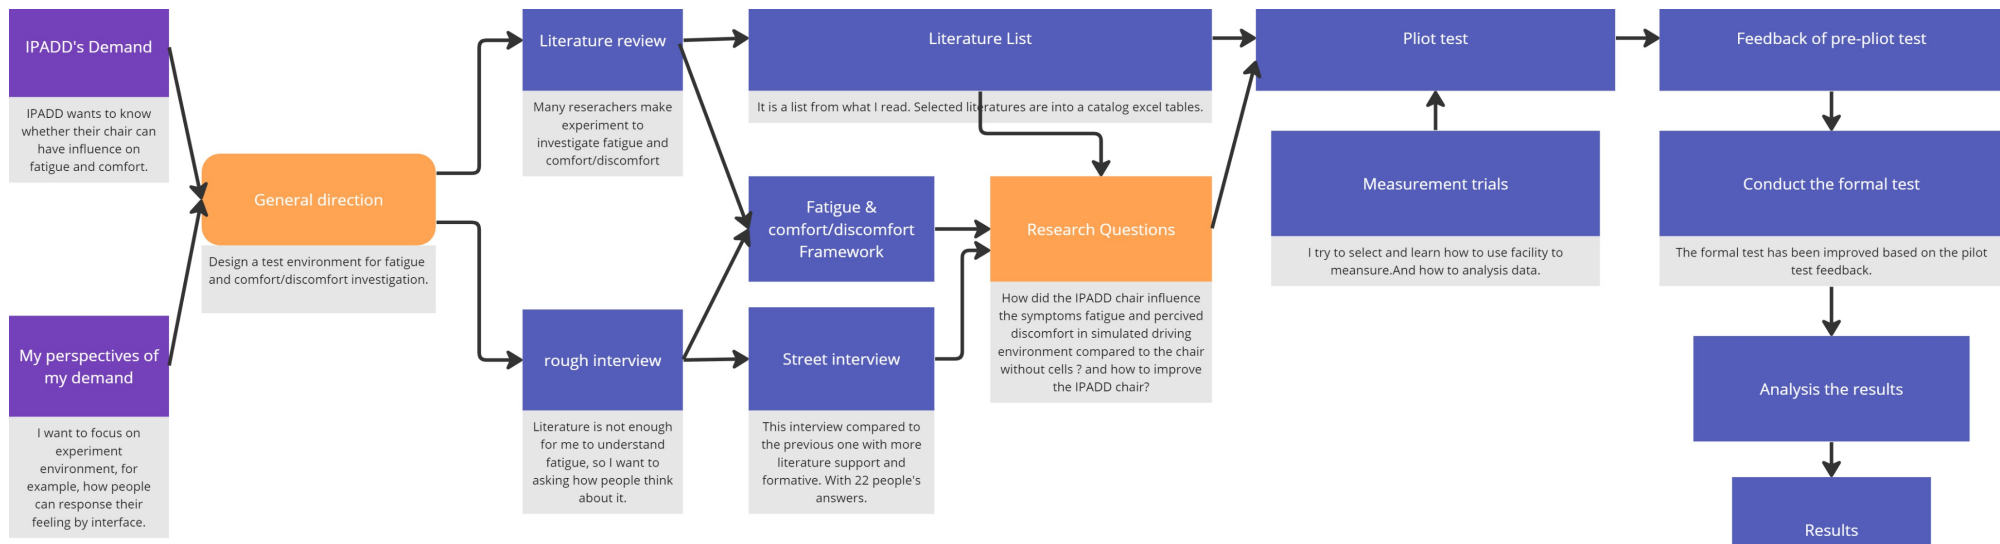 IPADD's Demand
IPADD wants to know
whether their chair can
have influence on
fatigue and comfort.
My perspectives of
my demand
I want to focus on
experiment
environment, for
example, how people
can response their
feeling by interface.
General direction
Design a test environment for fatigue
and comfort/discomfort investigation.
Literature review
Many reserachers make
experiment to
investigate fatigue and
comfort/discomfort
rough interview
Literature is not enough
for me to understand
fatigue, so I want to
asking how people think
about it.
Literature List
It is a list from what I read. Selected literatures are into a catalog excel tables.
Fatigue &
comfort/discomfort
Framework
Street interview
This interview compared to
the previous one with more
literature support and
formative. With 22 people's
answers.
Research Questions
How did the IPADD chair influence
the symptoms fatigue and percived
discomfort in simulated driving
environment compared to the chair
without cells ? and how to improve
the IPADD chair?
Pliot test
Measurement trials
I try to select and learn how to use facility to
meansure.And how to analysis data.
Feedback of pre-pliot test
Conduct the formal test
The formal test has been improved based on the pilot
test feedback.
Analysis the results
Results